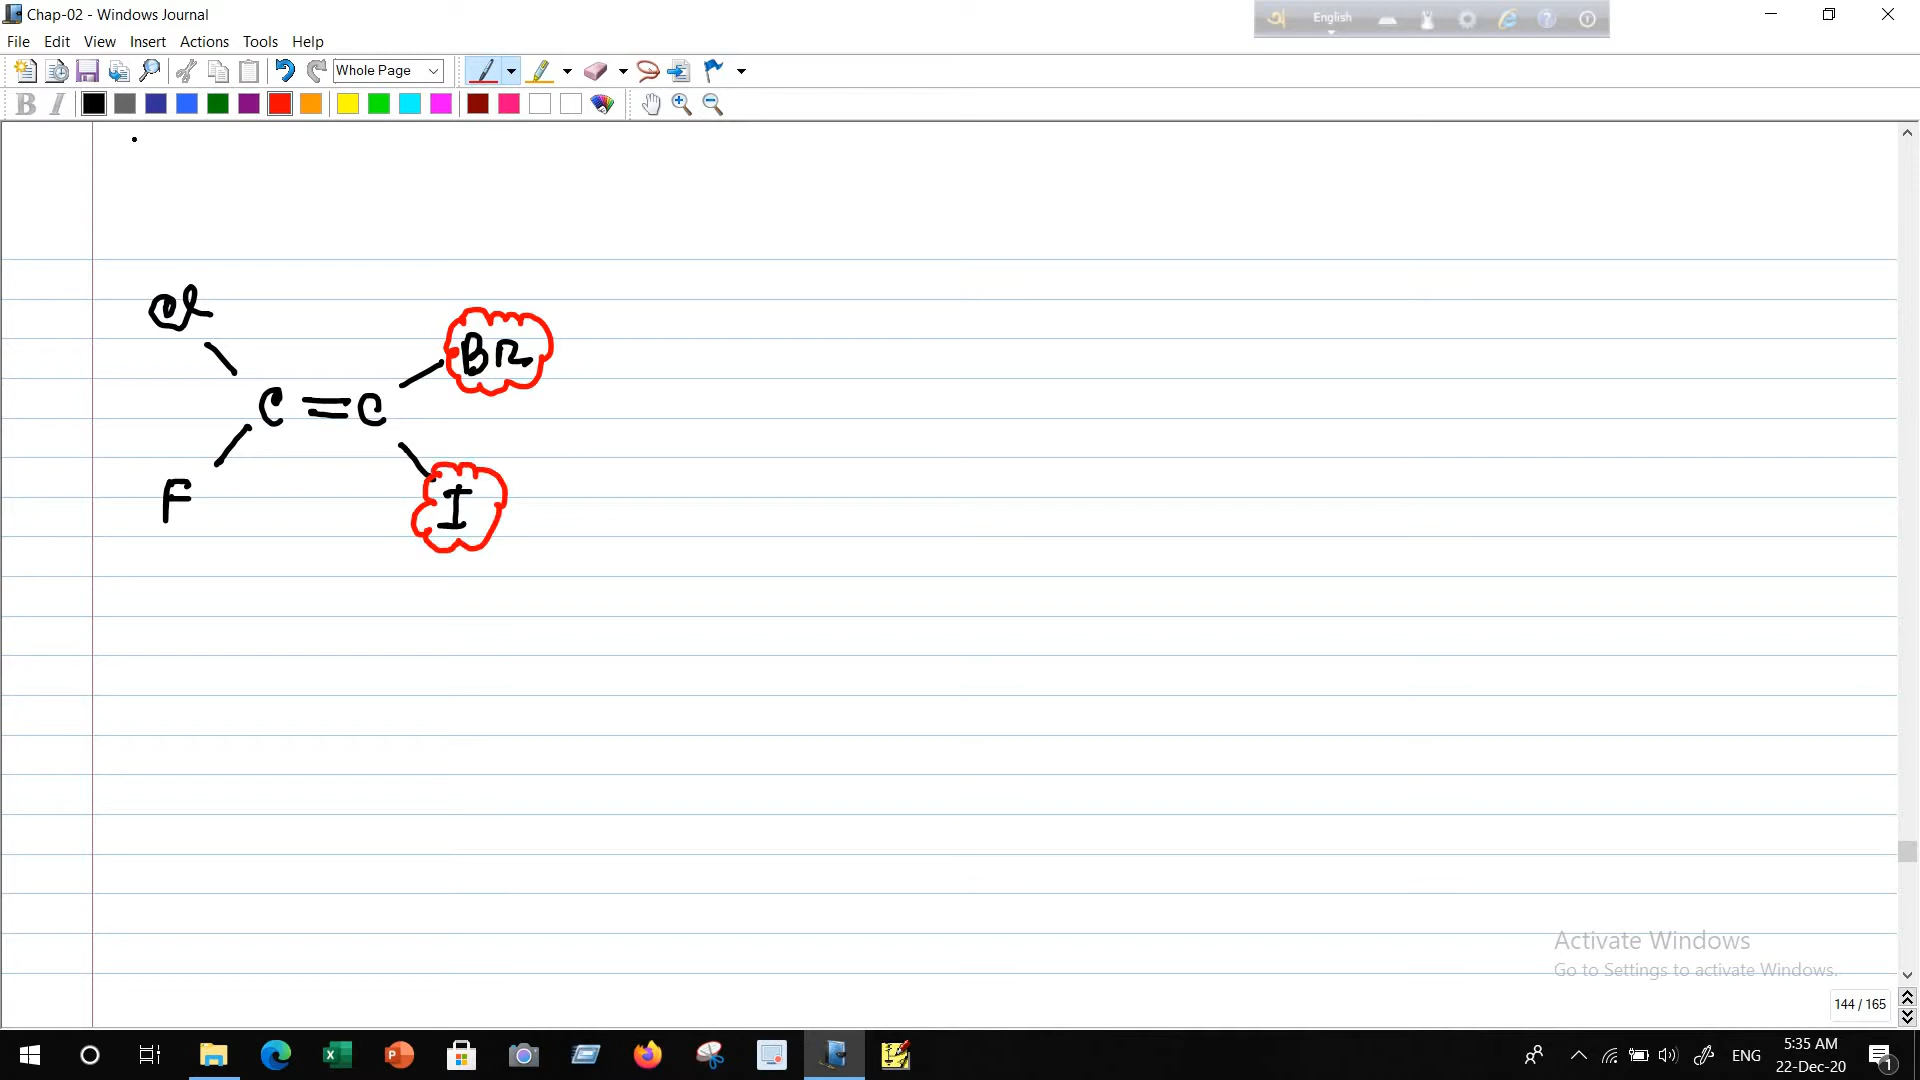 Chap-02 - Windows Journal
English
File Edit View Insert Actions Tools Help
Whole Page
B I
Cl
BR
C = C
F
I
Activate Windows
Go to Settings to activate Windows.
144 / 165
ENG
5:35 AM
22-Dec-20
1